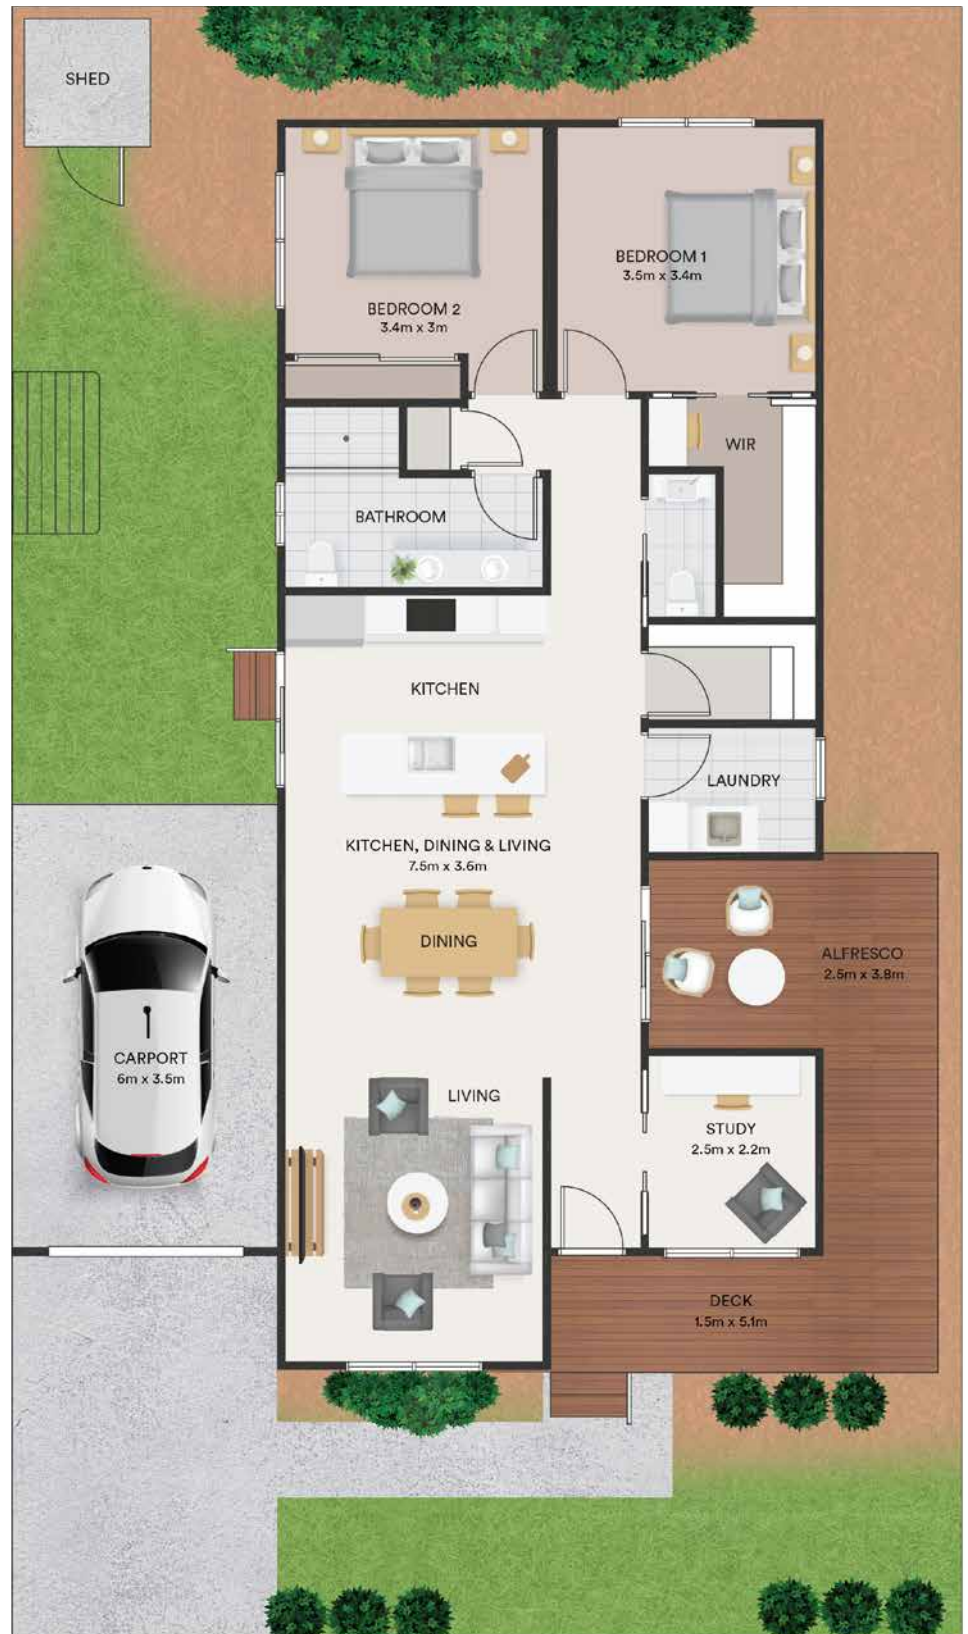 SHED
BEDROOM 1
3.5m x 3.4m
BEDROOM 2
3.4m x 3m
WIR
BATHROOM
KITCHEN
LAUNDRY
KITCHEN, DINING & LIVING
7.5m x 3.6m
DINING
ALFRESCO
2.5m x 3.8m
CARPORT
6m x 3.5m
LIVING
STUDY
2.5m x 2.2m
DECK
1.5m x 5.1m